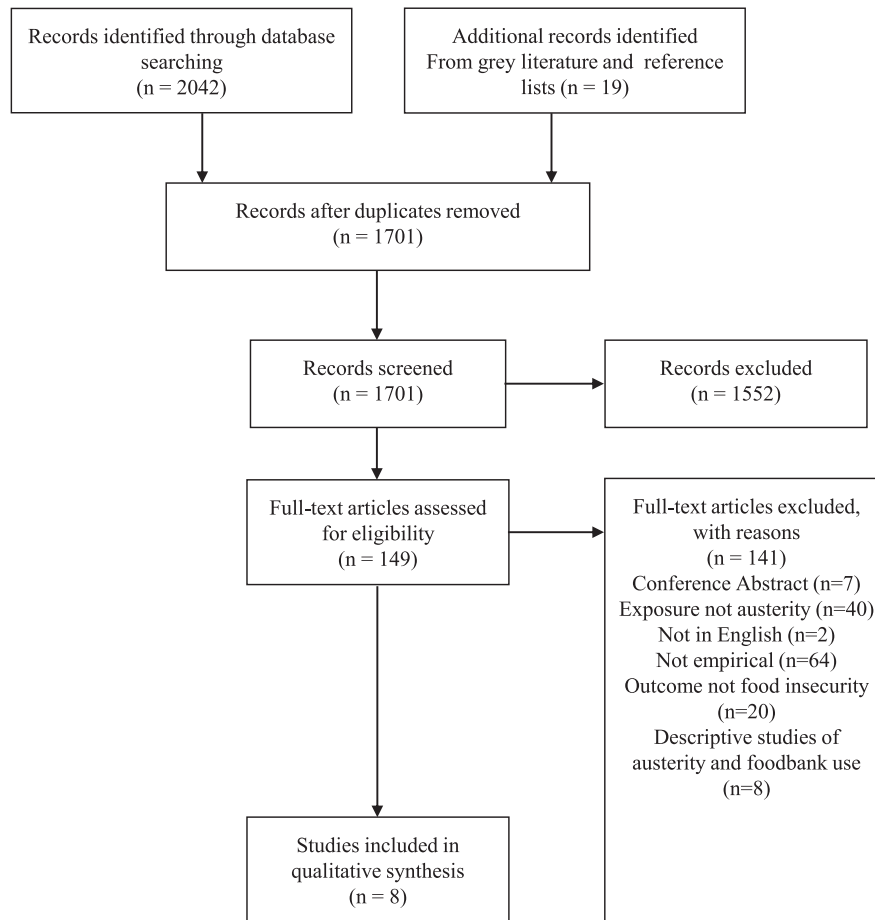 Records identified through database
searching
(n = 2042)
Additional records identified
From grey literature and reference
lists (n = 19)
Records after duplicates removed
(n = 1701)
Records screened
(n = 1701)
Records excluded
(n = 1552)
Full-text articles assessed
for eligibility
(n = 149)
Full-text articles excluded,
with reasons
(n = 141)
Conference Abstract (n=7)
Exposure not austerity (n=40)
Not in English (n=2)
Not empirical (n=64)
Outcome not food insecurity
(n=20)
Descriptive studies of
austerity and foodbank use
(n=8)
Studies included in
qualitative synthesis
(n = 8)